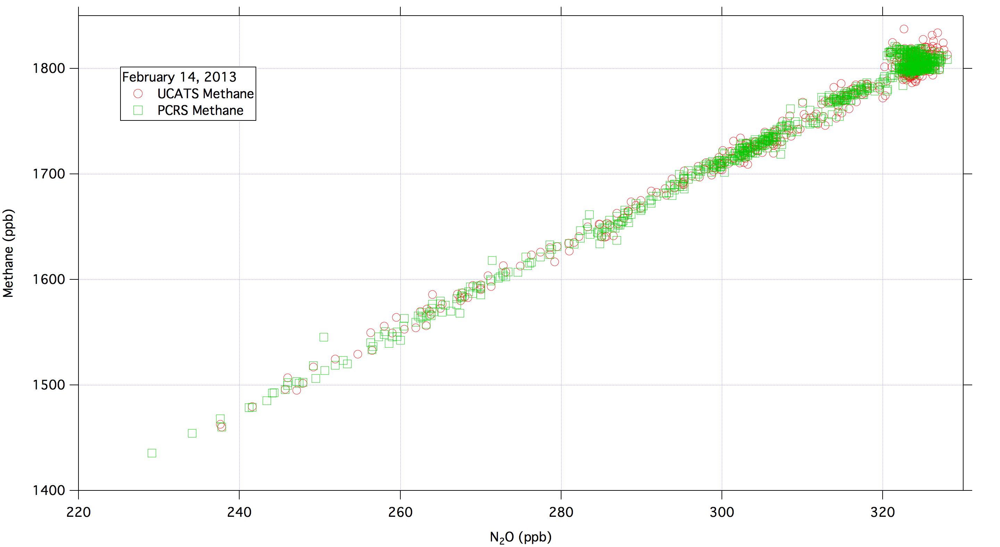 February 14, 2013
UCATS Methane
PCRS Methane
Methane (ppb)
1800
1700
1600
1500
1400
220 240 260 280 300 320
N₂O (ppb)